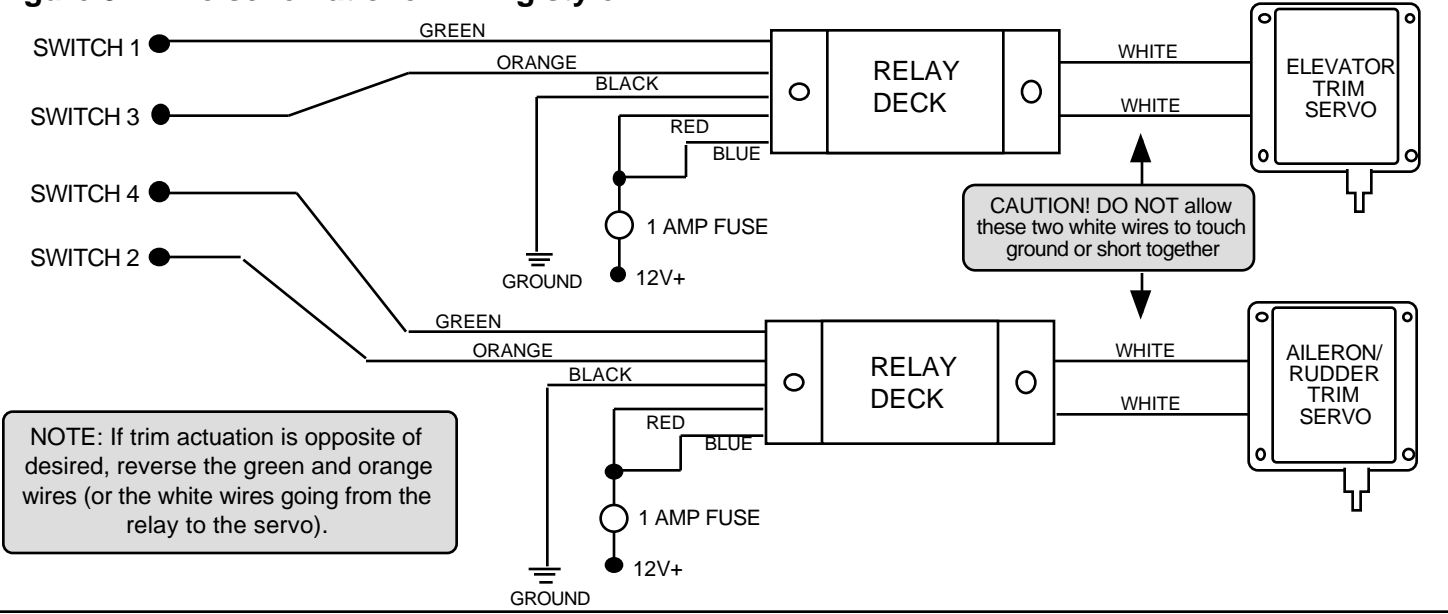 SWITCH 1
GREEN
ORANGE
BLACK
SWITCH 3
RED
BLUE
RELAY
DECK
WHITE
WHITE
ELEVATOR
TRIM
SERVO
SWITCH 4
1 AMP FUSE
SWITCH 2
GROUND
12V+
CAUTION! DO NOT allow
these two white wires to touch
ground or short together
GREEN
ORANGE
BLACK
RED
BLUE
RELAY
DECK
WHITE
WHITE
AILERON/
RUDDER
TRIM
SERVO
NOTE: If trim actuation is opposite of
desired, reverse the green and orange
wires (or the white wires going from the
relay to the servo).
1 AMP FUSE
12V+
GROUND